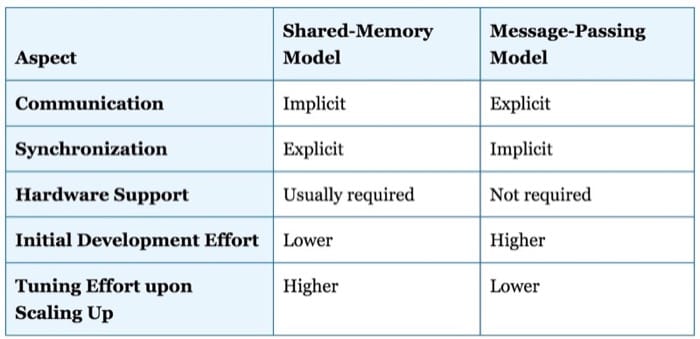 Aspect Shared-Memory Model Message-Passing Model
Communication Implicit Explicit
Synchronization Explicit Implicit
Hardware Support Usually required Not required
Initial Development Effort Lower Higher
Tuning Effort upon Scaling Up Higher Lower